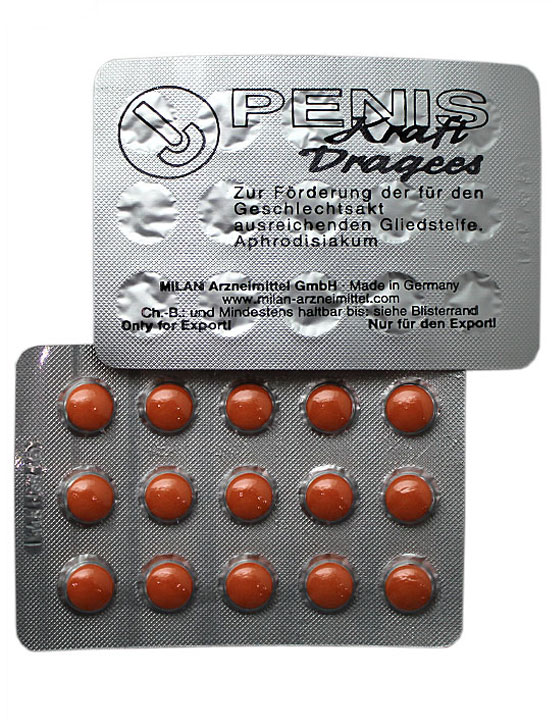 PENIS
Kraft
Dragees
Zur Förderung der für den
Geschlechtsakt
ausreichenden Gliedsteife.
Aphrodisiakum
MILAN Arzneimittel GmbH · Made in Germany
www.milan-arzneimittel.com
Ch.-B.: und Mindestens haltbar bis: siehe Blisterrand
Only for Export! Nur für den Export!